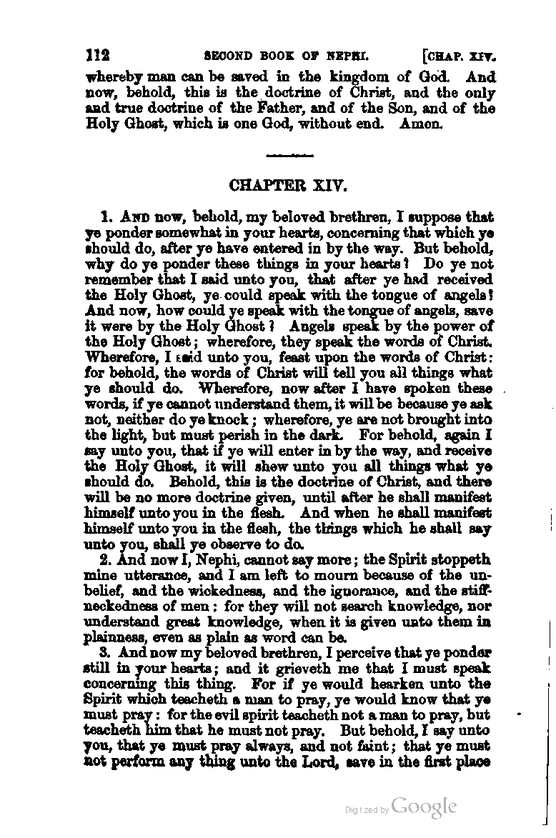 112 SECOND BOOK OF NEPHI. [CHAP. XIV.
whereby man can be saved in the kingdom of God. And
now, behold, this is the doctrine of Christ, and the only
and true doctrine of the Father, and of the Son, and of the
Holy Ghost, which is one God, without end. Amon.
CHAPTER XIV.
1. AND now, behold, my beloved brethren, I suppose that
ye ponder somewhat in your hearts, concerning that which ye
should do, after ye have entered in by the way. But behold,
why do ye ponder these things in your hearts? Do ye not
remember that I said unto you, that after ye had received
the Holy Ghost, ye could speak with the tongue of angels?
And now, how could ye speak with the tongue of angels, save
it were by the Holy Ghost? Angels speak by the power of
the Holy Ghost; wherefore, they speak the words of Christ.
Wherefore, I said unto you, feast upon the words of Christ:
for behold, the words of Christ will tell you all things what
ye should do. Wherefore, now after I have spoken these
words, if ye cannot understand them, it will be because ye ask
not, neither do ye knock; wherefore, ye are not brought into
the light, but must perish in the dark. For behold, again I
say unto you, that if ye will enter in by the way, and receive
the Holy Ghost, it will shew unto you all things what ye
should do. Behold, this is the doctrine of Christ, and there
will be no more doctrine given, until after he shall manifest
himself unto you in the flesh. And when he shall manifest
himself unto you in the flesh, the things which he shall say
unto you, shall ye observe to do.
2. And now I, Nephi, cannot say more; the Spirit stoppeth
mine utterance, and I am left to mourn because of the un-
belief, and the wickedness, and the ignorance, and the stiff-
neckedness of men: for they will not search knowledge, nor
understand great knowledge, when it is given unto them in
plainness, even as plain as word can be.
3. And now my beloved brethren, I perceive that ye ponder
still in your hearts; and it grieveth me that I must speak
concerning this thing. For if ye would hearken unto the
Spirit which teacheth a man to pray, ye would know that ye
must pray: for the evil spirit teacheth not a man to pray, but
teacheth him that he must not pray. But behold, I say unto
you, that ye must pray always, and not faint; that ye must
not perform any thing unto the Lord, save in the first place
Digitized by Google